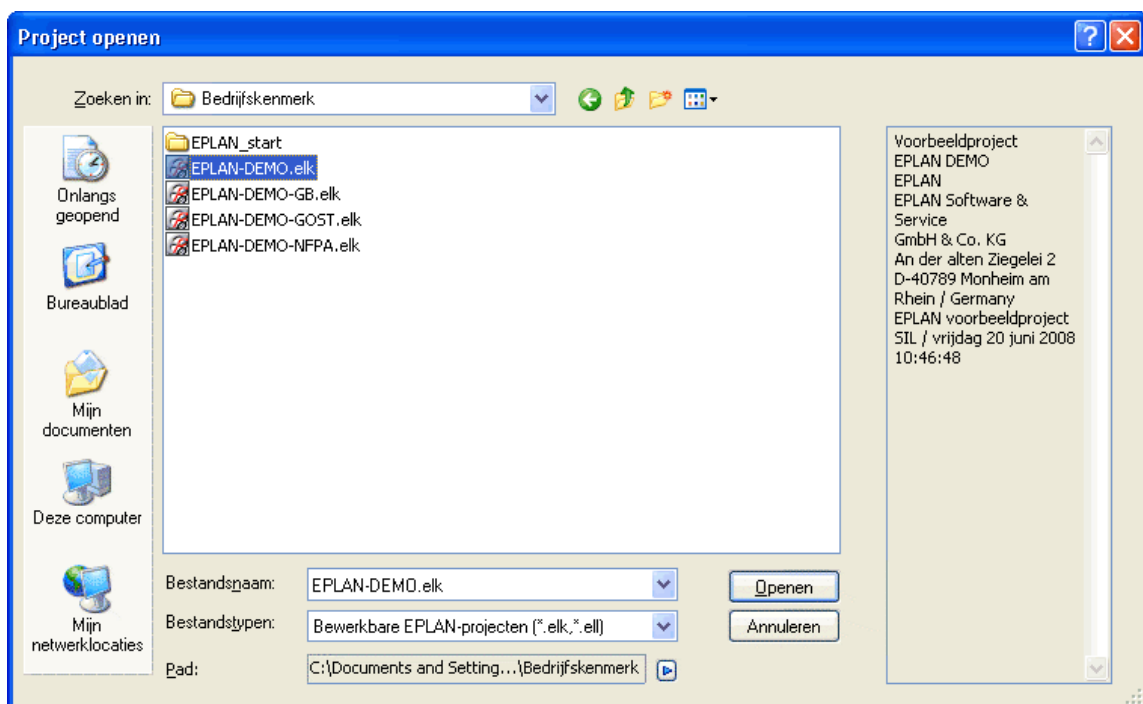 Project openen
Zoeken in:
Bedrijfskenmerk
Onlangs
geopend
Bureaublad
Mijn
documenten
Deze computer
Mijn
netwerklocaties
EPLAN_start
EPLAN-DEMO.elk
EPLAN-DEMO-GB.elk
EPLAN-DEMO-GOST.elk
EPLAN-DEMO-NFPA.elk
Voorbeeldproject
EPLAN DEMO
EPLAN
EPLAN Software &
Service
GmbH & Co. KG
An der alten Ziegelei 2
D-40789 Monheim am
Rhein / Germany
EPLAN voorbeeldproject
SIL / vrijdag 20 juni 2008
10:46:48
Bestandsnaam:
EPLAN-DEMO.elk
Openen
Bestandstypen:
Bewerkbare EPLAN-projecten (*.elk,*.ell)
Annuleren
Pad:
C:\Documents and Setting...\Bedrijfskenmerk